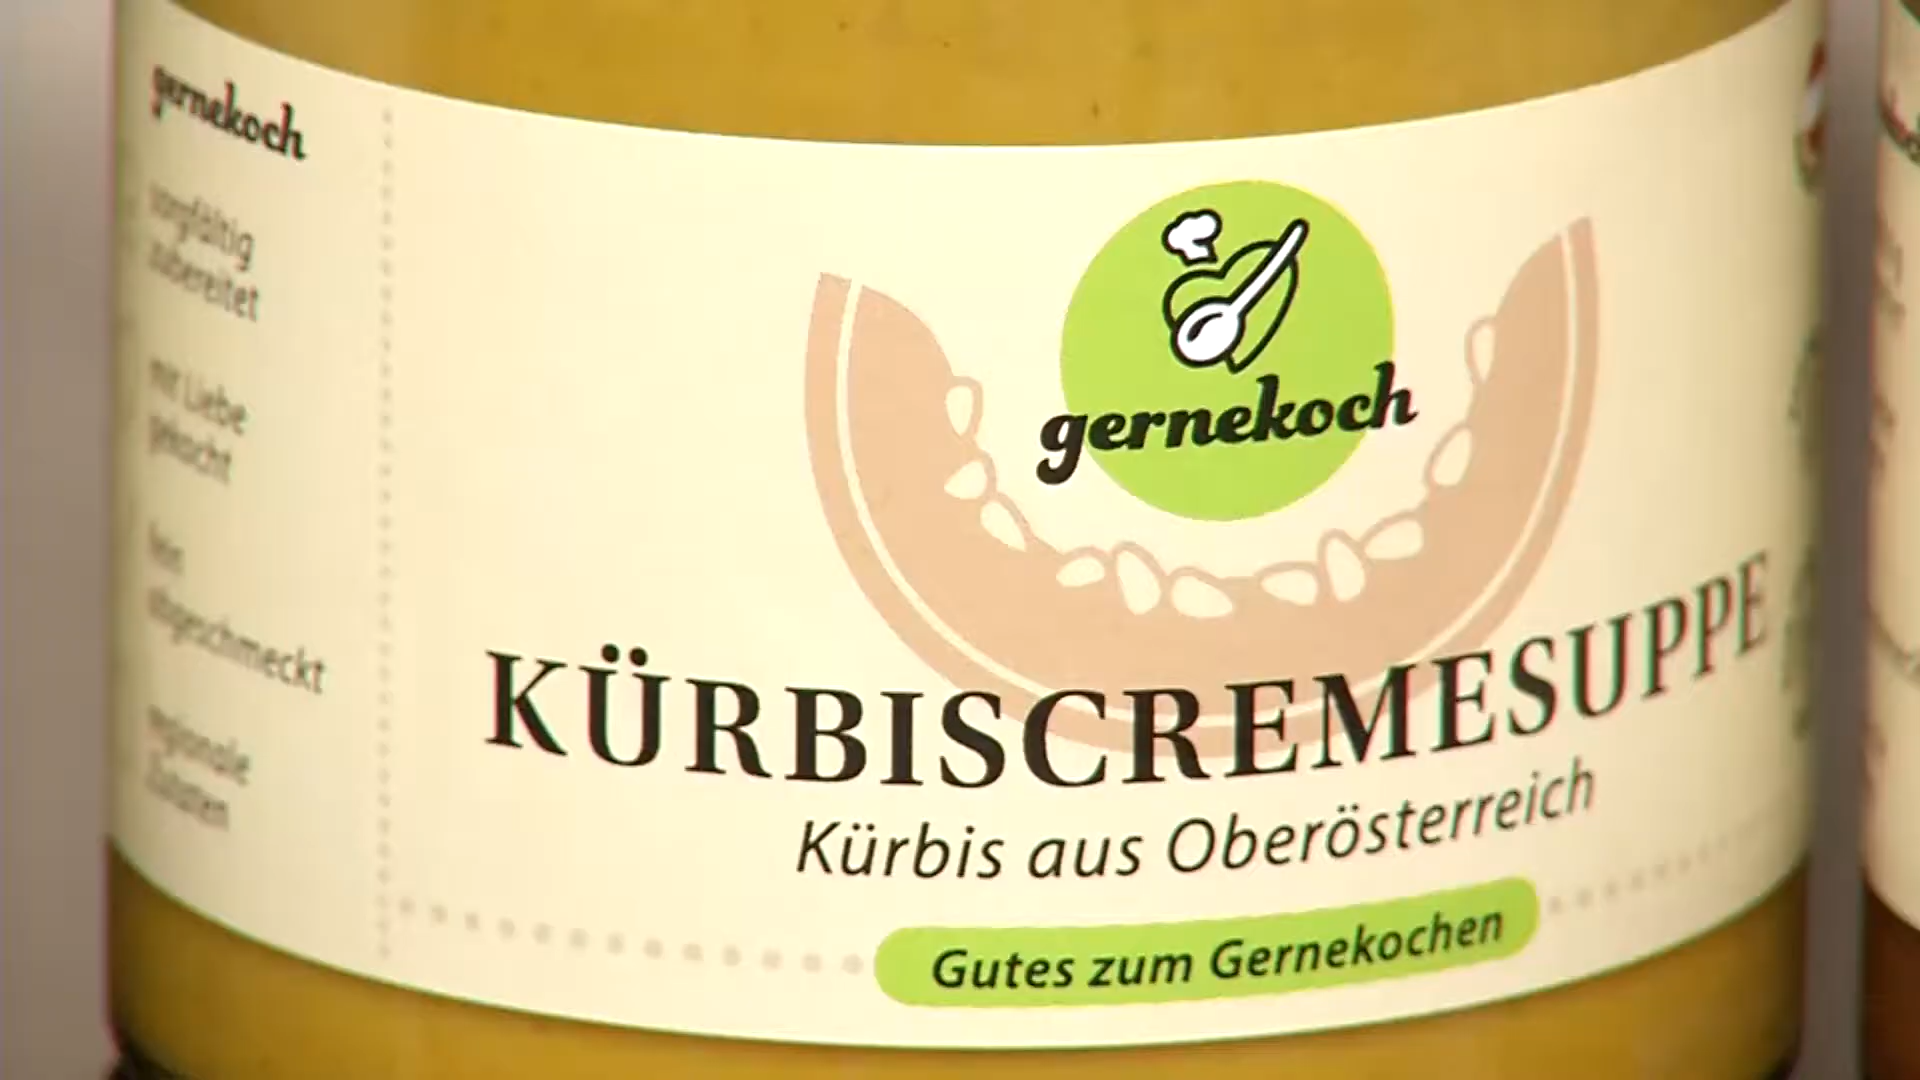 gernekoch
sorgfältig
zubereitet
mit Liebe
gekocht
fein
abgeschmeckt
regionale
Zutaten
gernekoch
KÜRBISCREMESUPPE
Kürbis aus Oberösterreich
Gutes zum Gernekochen